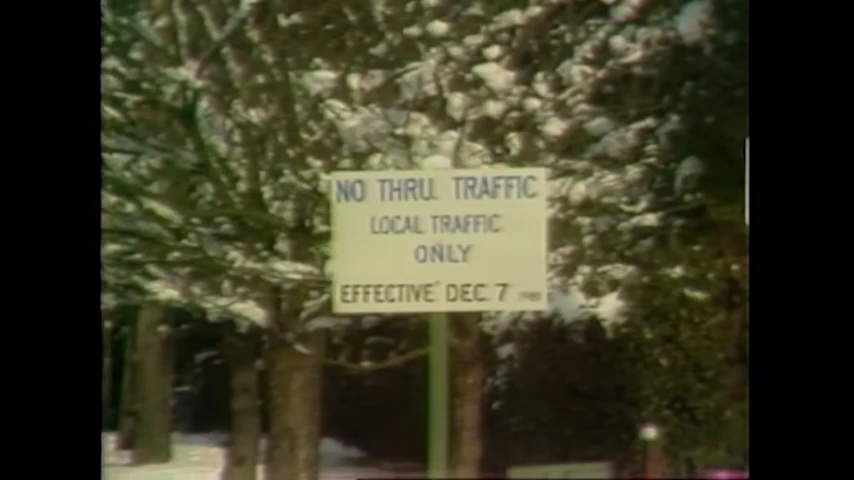 NO THRU. TRAFFIC
LOCAL TRAFFIC
ONLY
EFFECTIVE DEC. 7